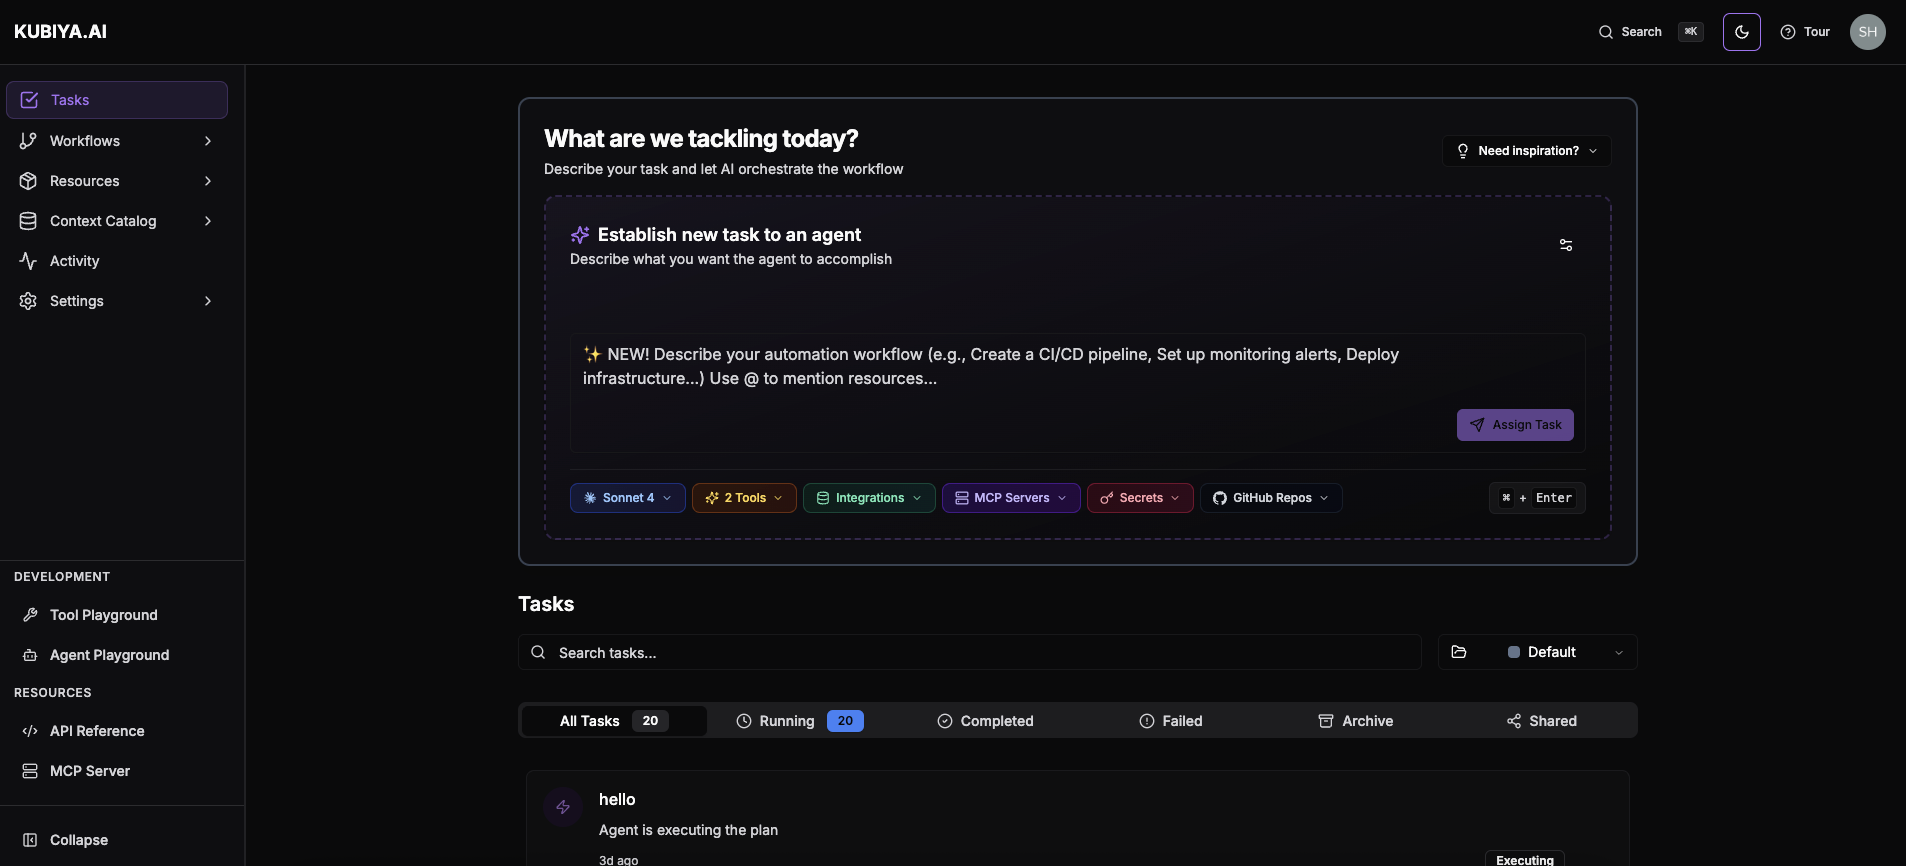 KUBIYA.AI
Search ⌘K
Tour
SH
Tasks
Workflows
Resources
Context Catalog
Activity
Settings
DEVELOPMENT
Tool Playground
Agent Playground
RESOURCES
API Reference
MCP Server
Collapse
What are we tackling today?
Describe your task and let AI orchestrate the workflow
Need inspiration?
Establish new task to an agent
Describe what you want the agent to accomplish
✨ NEW! Describe your automation workflow (e.g., Create a CI/CD pipeline, Set up monitoring alerts, Deploy
infrastructure...) Use @ to mention resources...
Assign Task
Sonnet 4
2 Tools
Integrations
MCP Servers
Secrets
GitHub Repos
⌘ + Enter
Tasks
Search tasks...
Default
All Tasks 20
Running 20
Completed
Failed
Archive
Shared
hello
Agent is executing the plan
3d ago
Executing